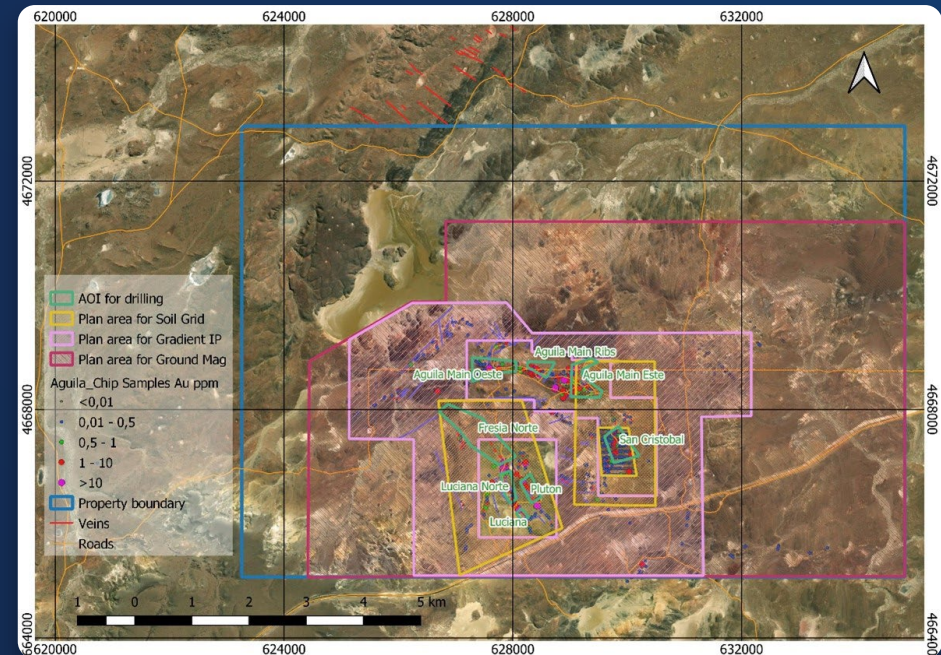 620000
624000
628000
632000
4672000
4672000
AOI for drilling
Plan area for Soil Grid
Plan area for Gradient IP
Plan area for Ground Mag
Aguila_Chip Samples Au ppm
<0,01
0,01 - 0,5
0,5 - 1
1 - 10
>10
Property boundary
Veins
Roads
Aguila Main Ribs
Aguila Main Oeste
Aguila Main Este
4668000
4668000
Fresia Norte
San Cristobal
Luciana Norte
Pluton
Luciana
1 0 1 2 3 4 5 km
664000
466400
620000
624000
628000
632000